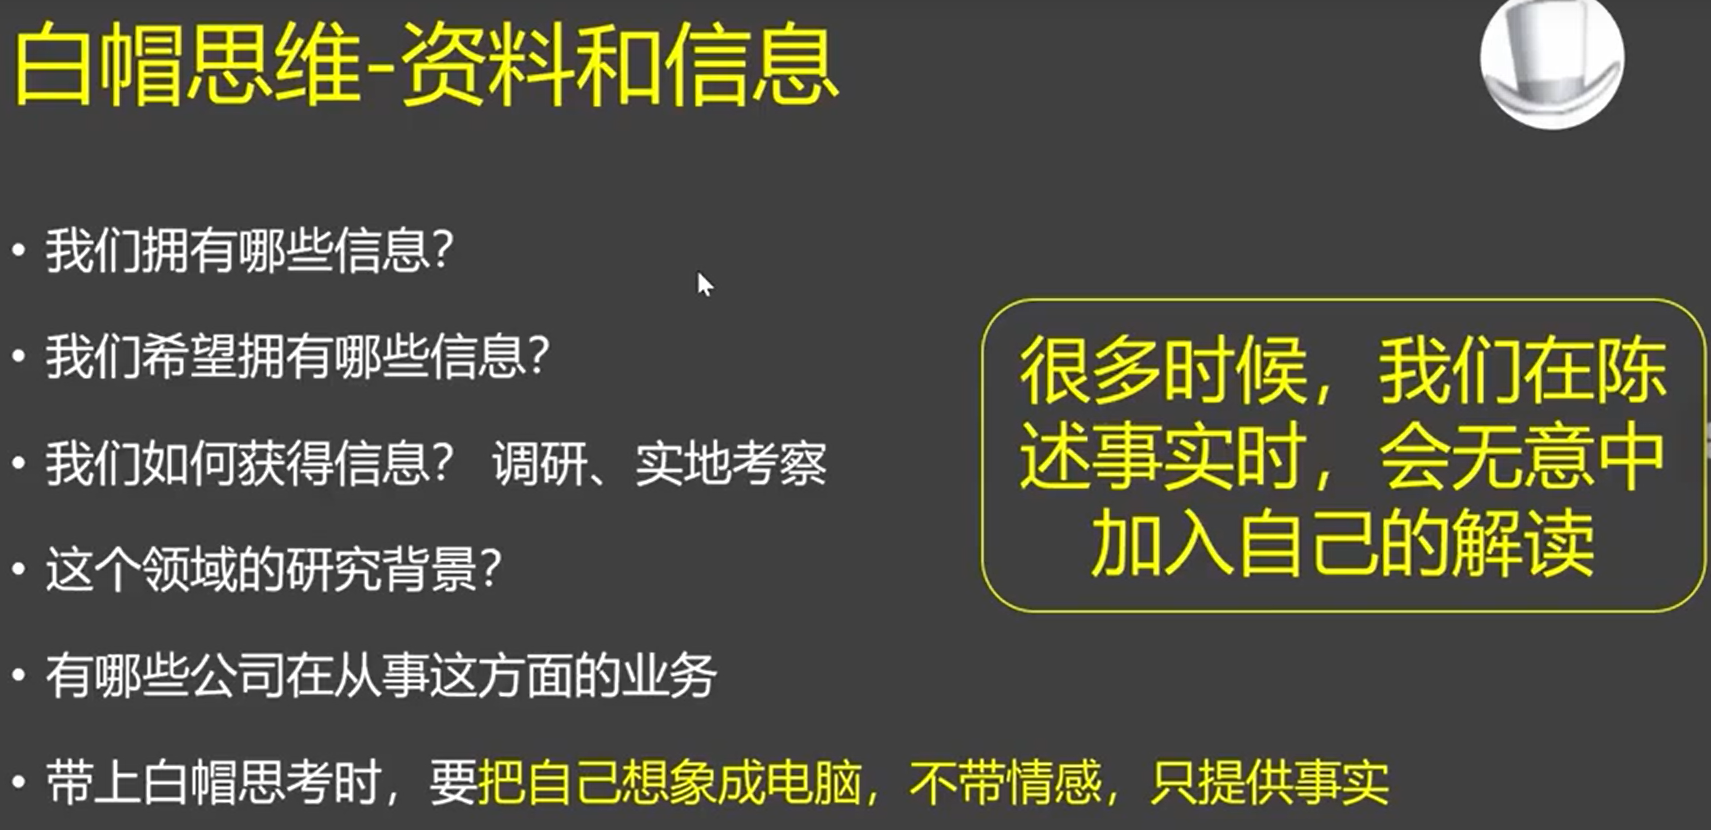 白帽思维-资料和信息
• 我们拥有哪些信息？
• 我们希望拥有哪些信息？
• 我们如何获得信息？ 调研、实地考察
• 这个领域的研究背景？
• 有哪些公司在从事这方面的业务
• 带上白帽思考时，要把自己想象成电脑，不带情感，只提供事实
很多时候，我们在陈
述事实时，会无意中
加入自己的解读